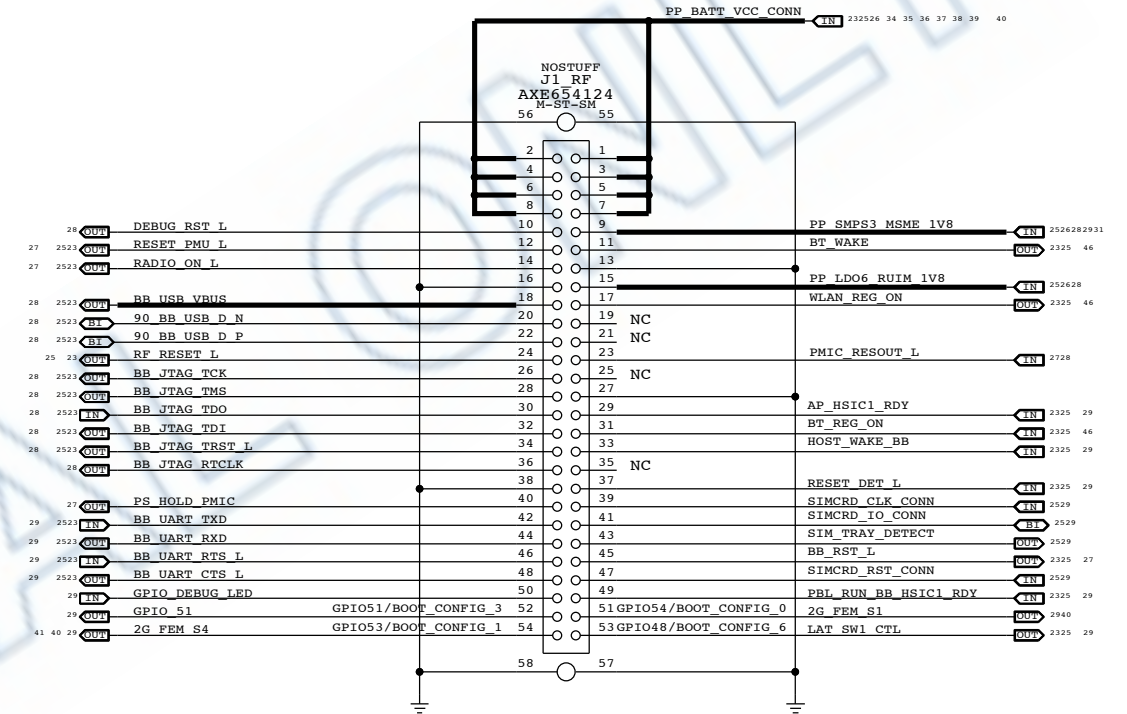 PP_BATT_VCC_CONN IN 232526 34 35 36 37 38 39 40
NOSTUFF
J1_RF
AXE654124
M-ST-SM
56 55
2 1
4 3
6 5
8 7
28 OUT DEBUG_RST_L 10 9 PP_SMPS3_MSME_1V8 IN 2526282931
27 2523 OUT RESET_PMU_L 12 11 BT_WAKE OUT 2325 46
27 2523 OUT RADIO_ON_L 14 13
16 15 PP_LDO6_RUIM_1V8 IN 252628
28 2523 OUT BB_USB_VBUS 18 17 WLAN_REG_ON OUT 2325 46
28 2523 BI 90_BB_USB_D_N 20 19 NC
28 2523 BI 90_BB_USB_D_P 22 21 NC
25 23 OUT RF_RESET_L 24 23 PMIC_RESOUT_L IN 2728
28 2523 OUT BB_JTAG_TCK 26 25 NC
28 2523 OUT BB_JTAG_TMS 28 27
28 2523 IN BB_JTAG_TDO 30 29 AP_HSIC1_RDY IN 2325 29
28 2523 OUT BB_JTAG_TDI 32 31 BT_REG_ON IN 2325 46
28 2523 OUT BB_JTAG_TRST_L 34 33 HOST_WAKE_BB IN 2325 29
28 OUT BB_JTAG_RTCLK 36 35 NC
38 37 RESET_DET_L IN 2325 29
27 OUT PS_HOLD_PMIC 40 39 SIMCRD_CLK_CONN IN 2529
29 2523 IN BB_UART_TXD 42 41 SIMCRD_IO_CONN BI 2529
29 2523 OUT BB_UART_RXD 44 43 SIM_TRAY_DETECT OUT 2529
29 2523 IN BB_UART_RTS_L 46 45 BB_RST_L OUT 2325 27
29 2523 OUT BB_UART_CTS_L 48 47 SIMCRD_RST_CONN IN 2529
29 IN GPIO_DEBUG_LED 50 49 PBL_RUN_BB_HSIC1_RDY IN 2325 29
29 OUT GPIO_51 GPIO51/BOOT_CONFIG_3 52 51 GPIO54/BOOT_CONFIG_0 2G_FEM_S1 OUT 2940
41 40 29 OUT 2G_FEM_S4 GPIO53/BOOT_CONFIG_1 54 53 GPIO48/BOOT_CONFIG_6 LAT_SW1_CTL OUT 2325 29
58 57